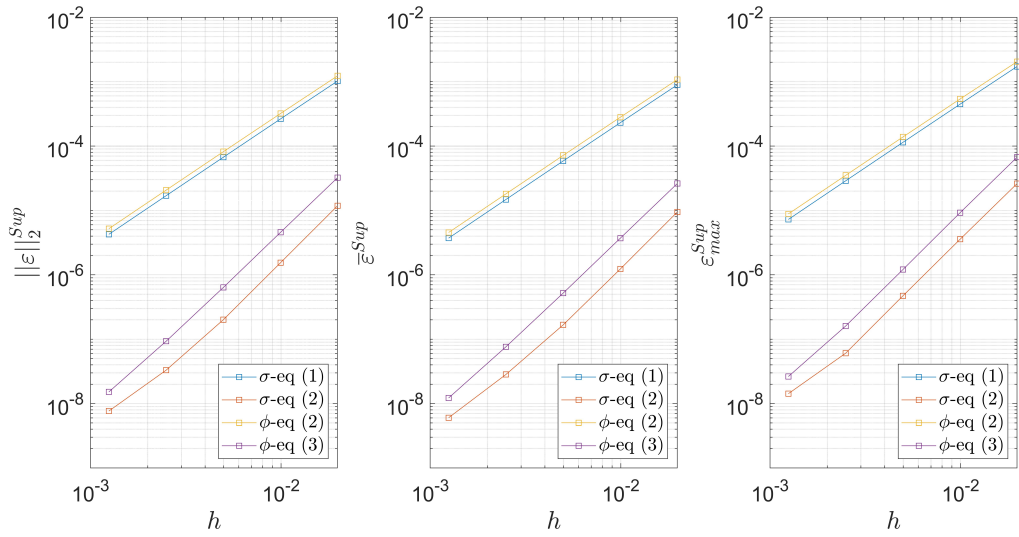 10⁻²
10⁻⁴
10⁻⁶
10⁻⁸
10⁻³
10⁻²
h
||ε||₂^{Sup}
σ-eq (1)
σ-eq (2)
ϕ-eq (2)
ϕ-eq (3)
10⁻²
10⁻⁴
10⁻⁶
10⁻⁸
10⁻³
10⁻²
h
ε̅^{Sup}
σ-eq (1)
σ-eq (2)
ϕ-eq (2)
ϕ-eq (3)
10⁻²
10⁻⁴
10⁻⁶
10⁻⁸
10⁻³
10⁻²
h
ε_{max}^{Sup}
σ-eq (1)
σ-eq (2)
ϕ-eq (2)
ϕ-eq (3)